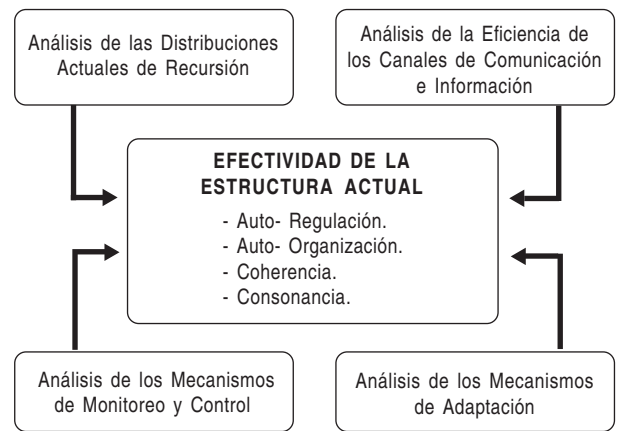 Análisis de las Distribuciones
Actuales de Recursión
Análisis de la Eficiencia de
los Canales de Comunicación
e Información
EFECTIVIDAD DE LA
ESTRUCTURA ACTUAL
- Auto- Regulación.
- Auto- Organización.
- Coherencia.
- Consonancia.
Análisis de los Mecanismos
de Monitoreo y Control
Análisis de los Mecanismos
de Adaptación